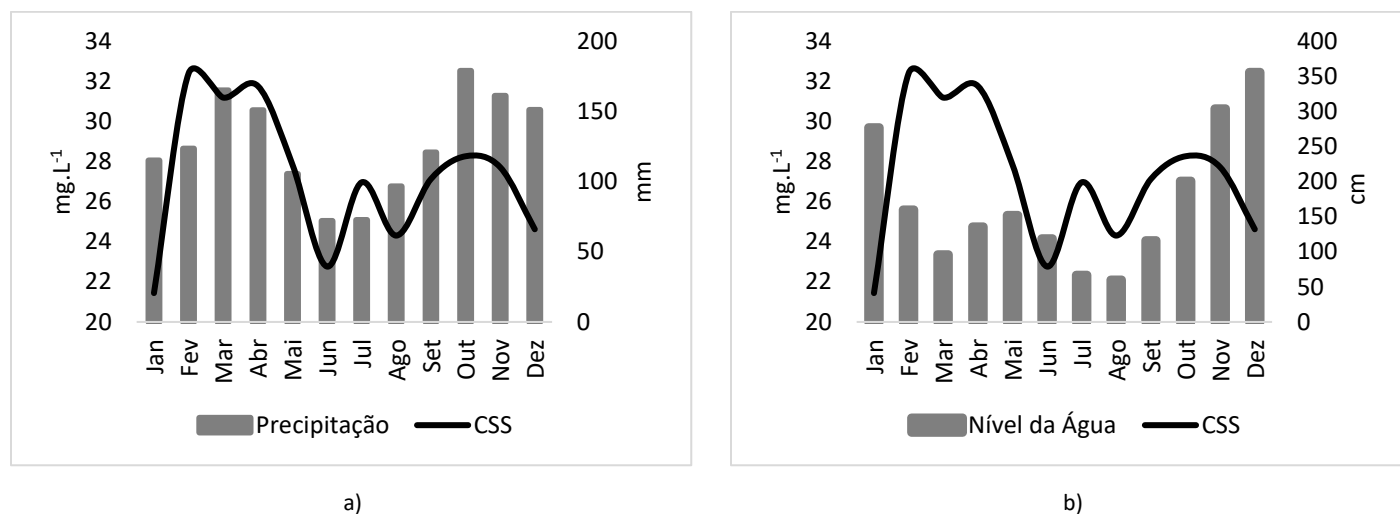 34
32
30
28
26
24
22
20
mg.L⁻¹
200
150
100
50
0
mm
Jan
Fev
Mar
Abr
Mai
Jun
Jul
Ago
Set
Out
Nov
Dez
Precipitação CSS
a)
34
32
30
28
26
24
22
20
mg.L⁻¹
400
350
300
250
200
150
100
50
0
cm
Jan
Fev
Mar
Abr
Mai
Jun
Jul
Ago
Set
Out
Nov
Dez
Nível da Água CSS
b)